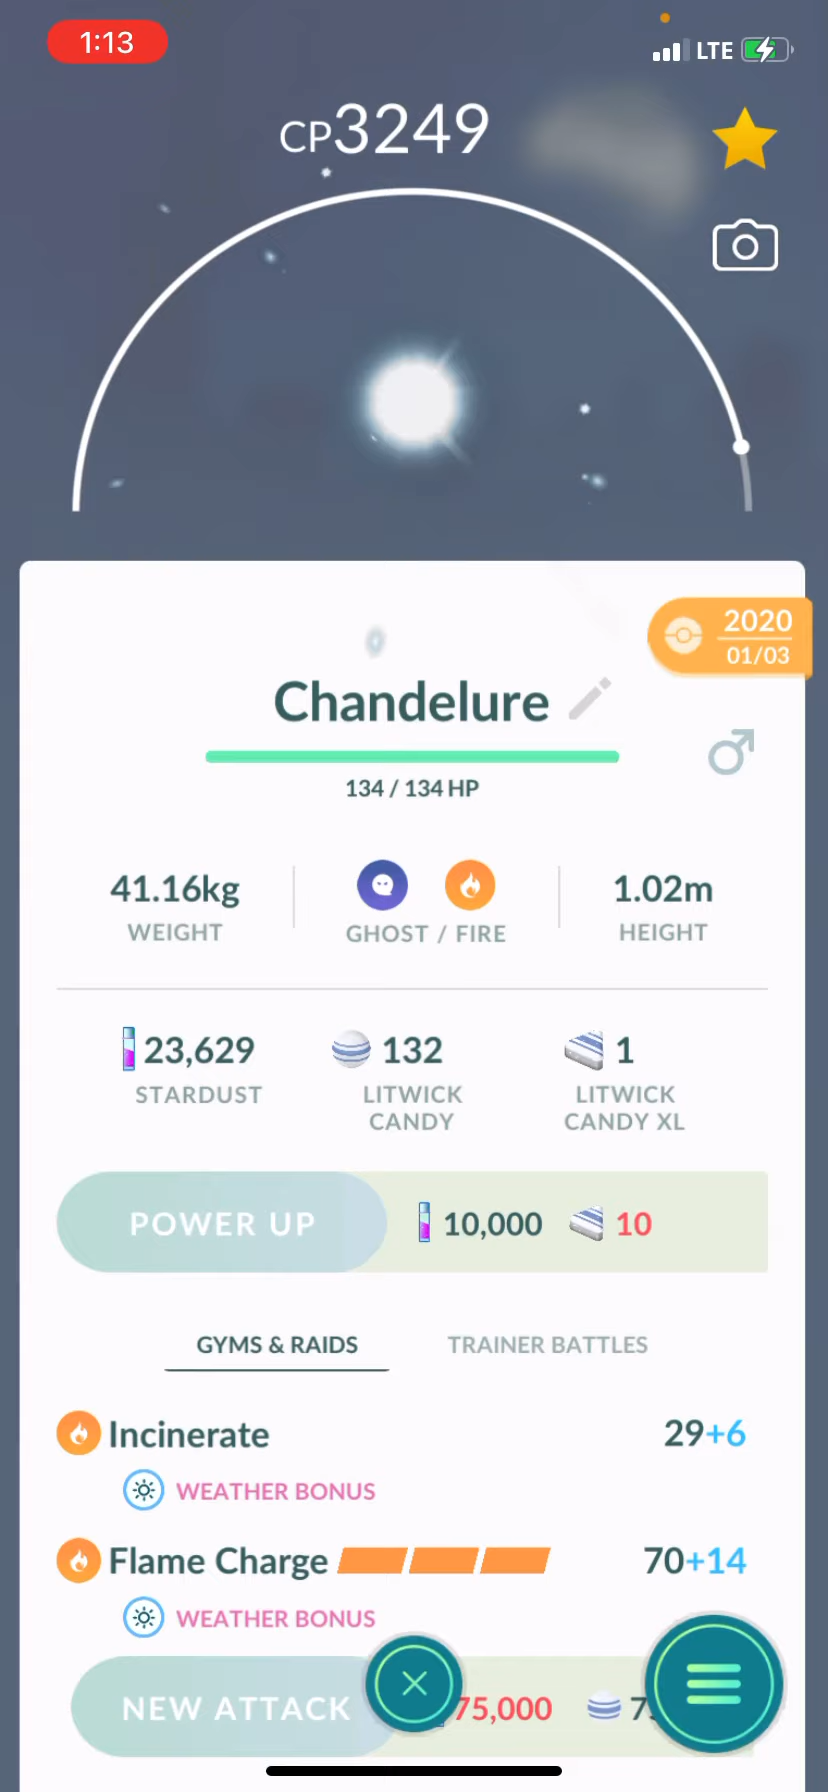 1:13
LTE
CP3249
2020
01/03
Chandelure
134 / 134 HP
41.16kg
WEIGHT
GHOST / FIRE
1.02m
HEIGHT
23,629
STARDUST
132
LITWICK
CANDY
1
LITWICK
CANDY XL
POWER UP
10,000
10
GYMS & RAIDS
TRAINER BATTLES
Incinerate
29+6
WEATHER BONUS
Flame Charge
70+14
WEATHER BONUS
NEW ATTACK
75,000